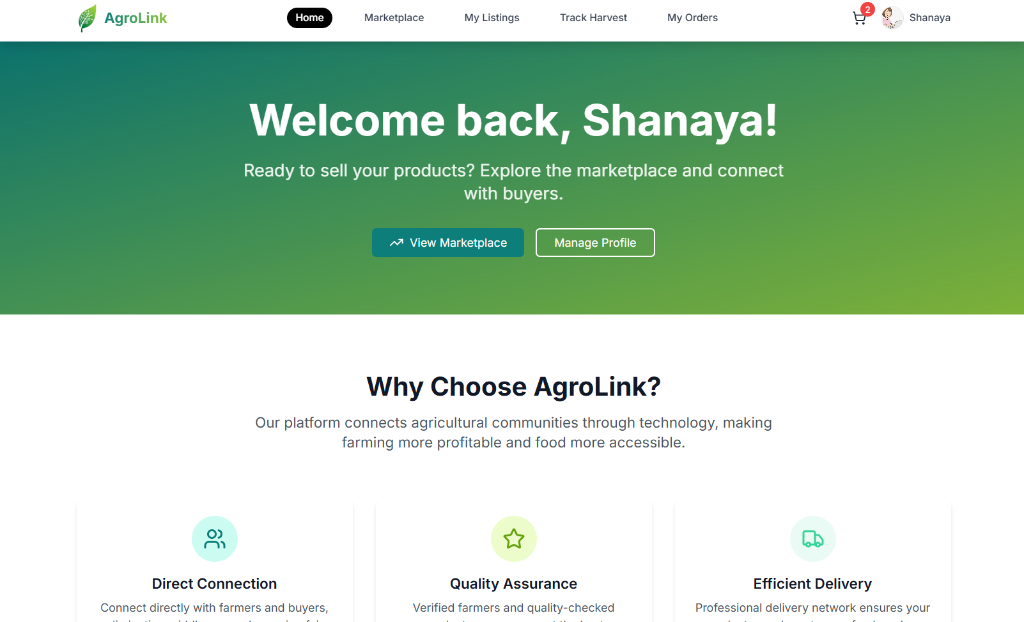 AgroLink
Home
Marketplace
My Listings
Track Harvest
My Orders
2
Shanaya
Welcome back, Shanaya!
Ready to sell your products? Explore the marketplace and connect
with buyers.
View Marketplace
Manage Profile
Why Choose AgroLink?
Our platform connects agricultural communities through technology, making
farming more profitable and food more accessible.
Direct Connection
Connect directly with farmers and buyers,
Quality Assurance
Verified farmers and quality-checked
Efficient Delivery
Professional delivery network ensures your